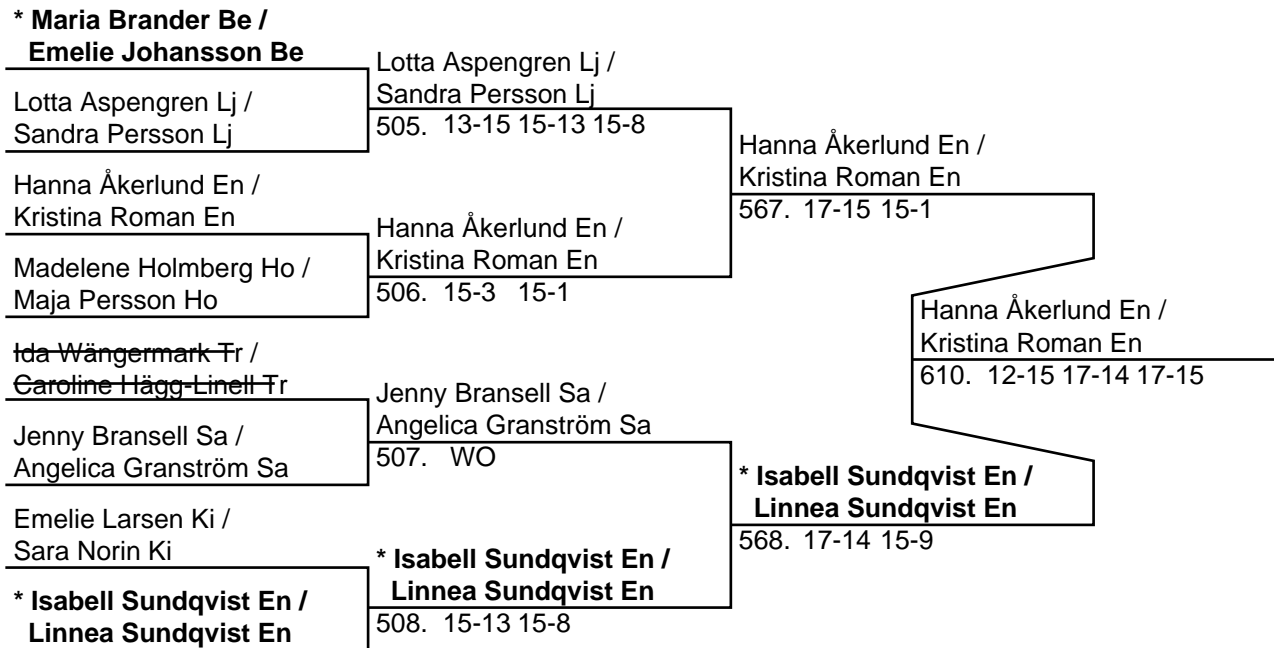 * Maria Brander Be /
Emelie Johansson Be
Lotta Aspengren Lj /
Sandra Persson Lj
Hanna Åkerlund En /
Kristina Roman En
Madelene Holmberg Ho /
Maja Persson Ho
Ida Wängermark Tr /
Caroline Hägg-Linell Tr
Jenny Bransell Sa /
Angelica Granström Sa
Emelie Larsen Ki /
Sara Norin Ki
* Isabell Sundqvist En /
Linnea Sundqvist En
Lotta Aspengren Lj /
Sandra Persson Lj
505. 13-15 15-13 15-8
Hanna Åkerlund En /
Kristina Roman En
506. 15-3 15-1
Jenny Bransell Sa /
Angelica Granström Sa
507. WO
* Isabell Sundqvist En /
Linnea Sundqvist En
508. 15-13 15-8
Hanna Åkerlund En /
Kristina Roman En
567. 17-15 15-1
* Isabell Sundqvist En /
Linnea Sundqvist En
568. 17-14 15-9
Hanna Åkerlund En /
Kristina Roman En
610. 12-15 17-14 17-15